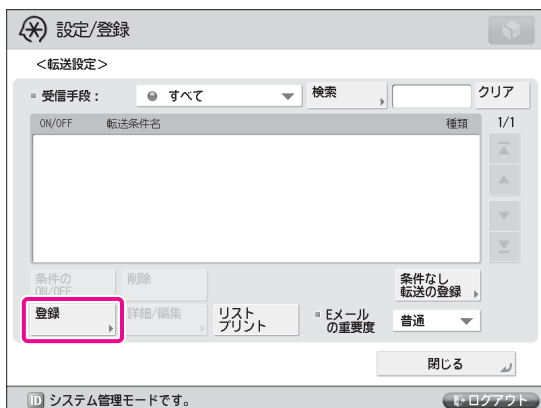 設定/登録
<転送設定>
受信手段：
すべて
検索
クリア
ON/OFF 転送条件名 種類
1/1
条件の
ON/OFF
削除
条件なし
転送の登録
登録
詳細/編集
リスト
プリント
Eメール
の重要度
普通
閉じる
システム管理モードです。
ログアウト